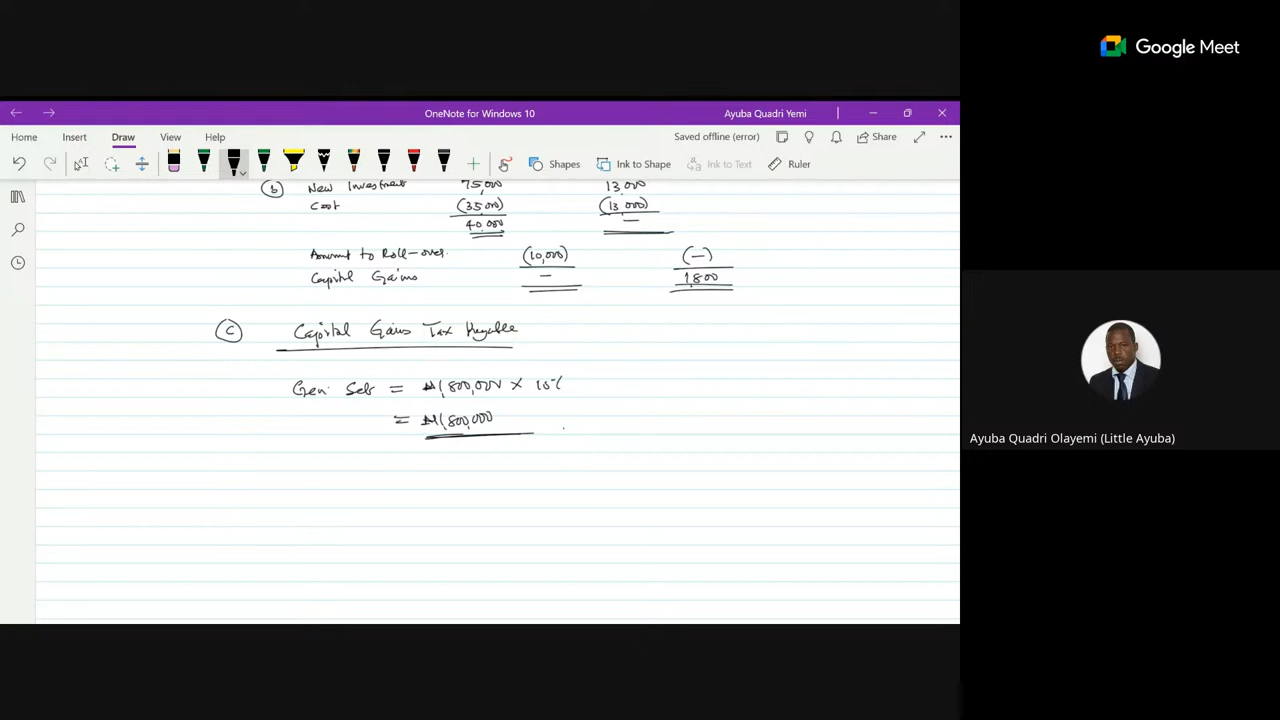 Google Meet
OneNote for Windows 10
Ayuba Quadri Yemi
Home Insert Draw View Help
Saved offline (error)
Share
Shapes
Ink to Shape
Ink to Text
Ruler
(b) New Investment 75,000 13,000
Cost (35,000) (13,000)
40,000 —
Amount to Roll-over. (10,000) (—)
Capital Gains — 1,800
(c) Capital Gains Tax Payable
Gen. Sets = ₦1,800,000 × 10%
= ₦1,800,000
Ayuba Quadri Olayemi (Little Ayuba)